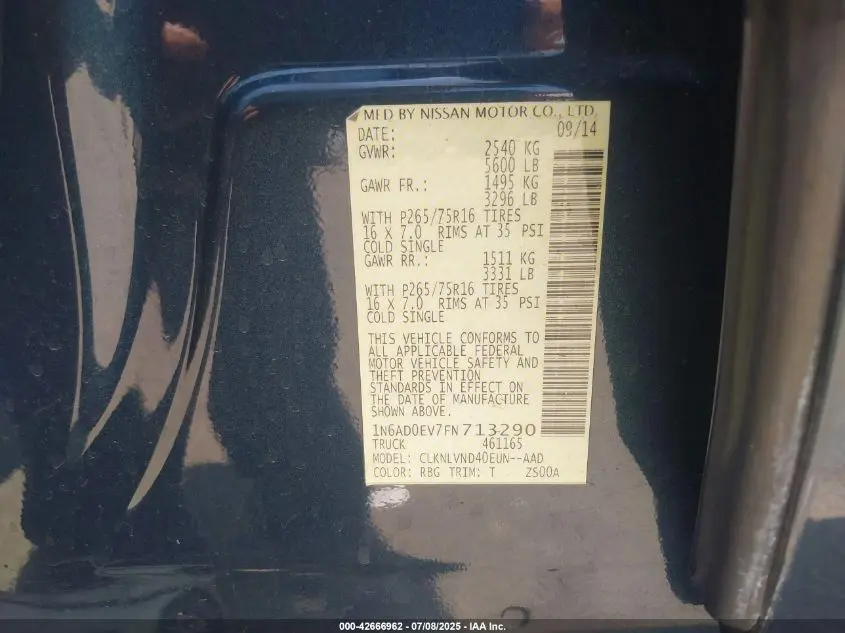 MFD BY NISSAN MOTOR CO., LTD.
DATE: 09/14
GVWR: 2540 KG
5600 LB
GAWR FR.: 1495 KG
3296 LB
WITH P265/75R16 TIRES
16 X 7.0 RIMS AT 35 PSI
COLD SINGLE
GAWR RR.: 1511 KG
3331 LB
WITH P265/75R16 TIRES
16 X 7.0 RIMS AT 35 PSI
COLD SINGLE
THIS VEHICLE CONFORMS TO
ALL APPLICABLE FEDERAL
MOTOR VEHICLE SAFETY AND
THEFT PREVENTION
STANDARDS IN EFFECT ON
THE DATE OF MANUFACTURE
SHOWN ABOVE.
1N6AD0EV7FN713290
TRUCK 461165
MODEL: CLKNLVND40EUN--AAD
COLOR: RBG TRIM: T ZS00A
000-42666962 - 07/08/2025 - IAA Inc.